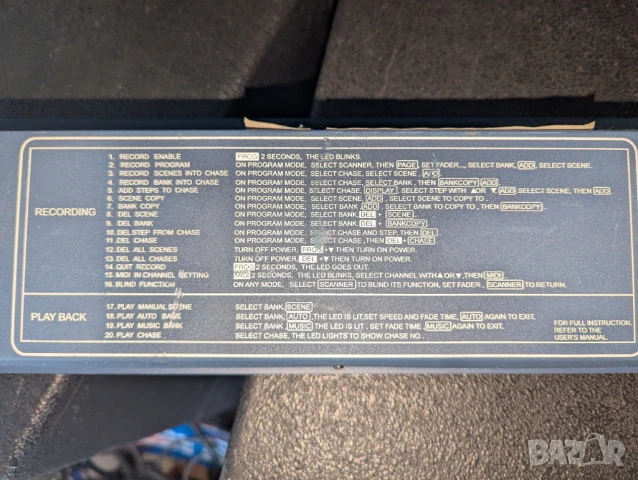 RECORDING
1. RECORD ENABLE PROG 2 SECONDS, THE LED BLINKS.
2. RECORD PROGRAM ON PROGRAM MODE, SELECT SCANNER, THEN PAGE, SET FADER..., SELECT BANK, ADD, SELECT SCENE.
3. RECORD SCENES INTO CHASE ON PROGRAM MODE, SELECT CHASE, SELECT SCENE, ADD.
4. RECORD BANK INTO CHASE ON PROGRAM MODE, SELECT CHASE, SELECT BANK, THEN BANKCOPY ADD.
5. ADD STEPS TO CHASE ON PROGRAM MODE, SELECT CHASE, DISPLAY, SELECT STEP WITH ▲OR ▼, ADD SELECT SCENE, THEN ADD.
6. SCENE COPY ON PROGRAM MODE, SELECT SCENE, ADD, SELECT SCENE TO COPY TO.
7. BANK COPY ON PROGRAM MODE, SELECT BANK, ADD, SELECT BANK TO COPY TO, THEN BANKCOPY.
8. DEL SCENE ON PROGRAM MODE, SELECT BANK, DEL + SCENE.
9. DEL BANK ON PROGRAM MODE, SELECT BANK, DEL + BANKCOPY.
10. DEL STEP FROM CHASE ON PROGRAM MODE, SELECT CHASE AND STEP, THEN DEL.
11. DEL CHASE ON PROGRAM MODE, SELECT CHASE, THEN DEL + CHASE.
12. DEL ALL SCENES TURN OFF POWER, PROG+▼ THEN TURN ON POWER.
13. DEL ALL CHASES TURN OFF POWER, DEL +▼ THEN TURN ON POWER.
14. QUIT RECORD PROG 2 SECONDS, THE LED GOES OUT.
15. MIDI IN CHANNEL SETTING MIDI 2 SECONDS, THE LED BLINKS, SELECT CHANNEL WITH▲OR▼, THEN MIDI
16. BLIND FUNCTION ON ANY MODE, SELECT SCANNER TO BLIND ITS FUNCTION, SET FADER, SCANNER TO RETURN.
PLAY BACK
17. PLAY MANUAL SCENE SELECT BANK, SCENE
18. PLAY AUTO BANK SELECT BANK, AUTO, THE LED IS LIT, SET SPEED AND FADE TIME, AUTO AGAIN TO EXIT.
19. PLAY MUSIC BANK SELECT BANK, MUSIC THE LED IS LIT, SET FADE TIME, MUSIC AGAIN TO EXIT.
20. PLAY CHASE SELECT CHASE, THE LED LIGHTS TO SHOW CHASE NO.
FOR FULL INSTRUCTION,
REFER TO THE
USER'S MANUAL.
BAZAR